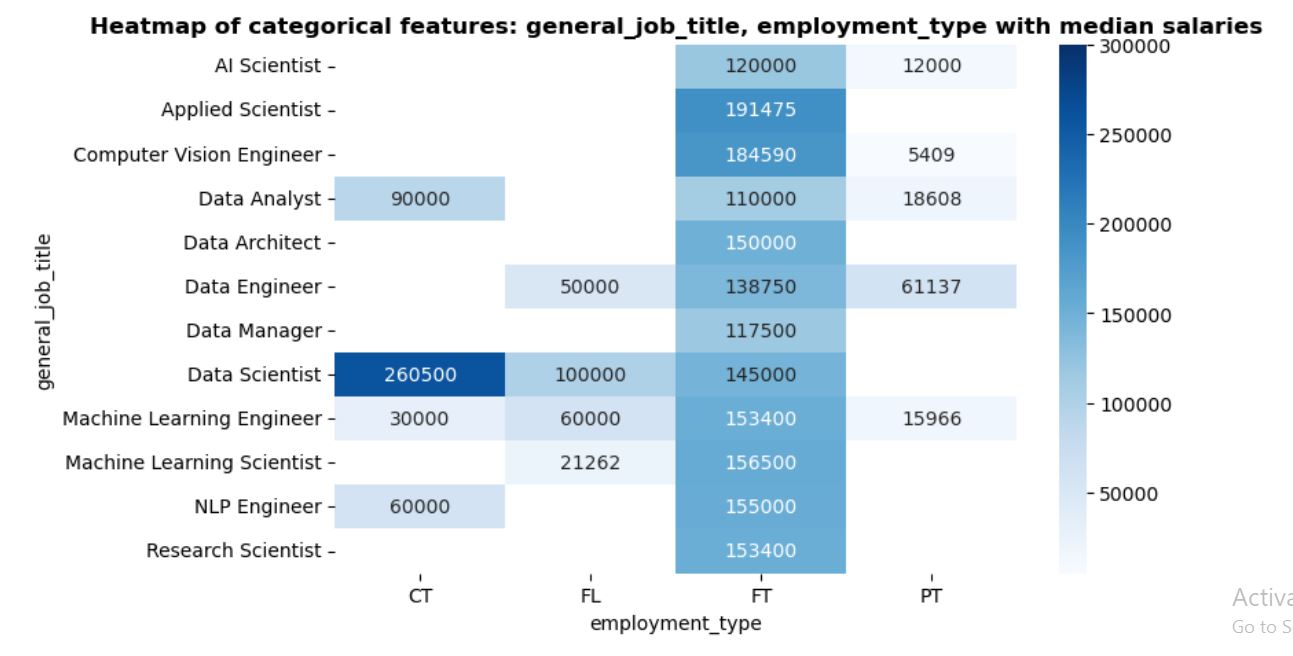 Heatmap of categorical features: general_job_title, employment_type with median salaries
300000
AI Scientist 120000 12000
Applied Scientist 191475
250000
Computer Vision Engineer 184590 5409
Data Analyst 90000 110000 18608
200000
Data Architect 150000
general_job_title
Data Engineer 50000 138750 61137
150000
Data Manager 117500
Data Scientist 260500 100000 145000
100000
Machine Learning Engineer 30000 60000 153400 15966
Machine Learning Scientist 21262 156500
50000
NLP Engineer 60000 155000
Research Scientist 153400
CT FL FT PT
employment_type
Activa
Go to S